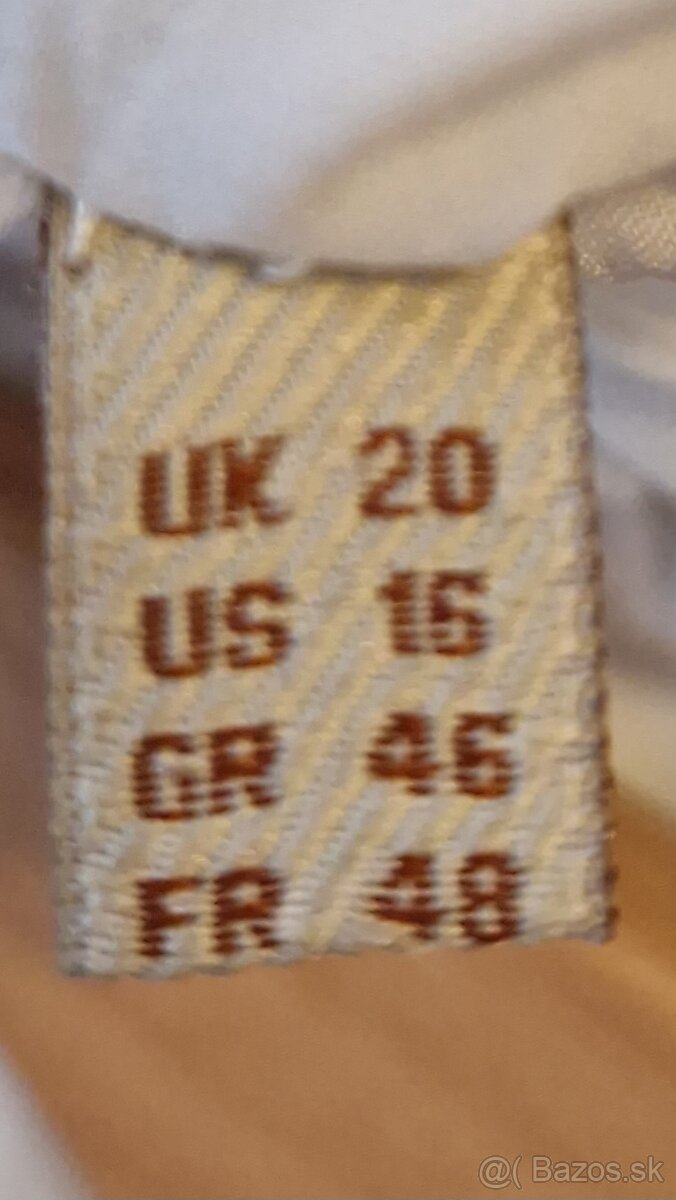 UK 20
US 16
GR 46
FR 48
@( Bazos.sk